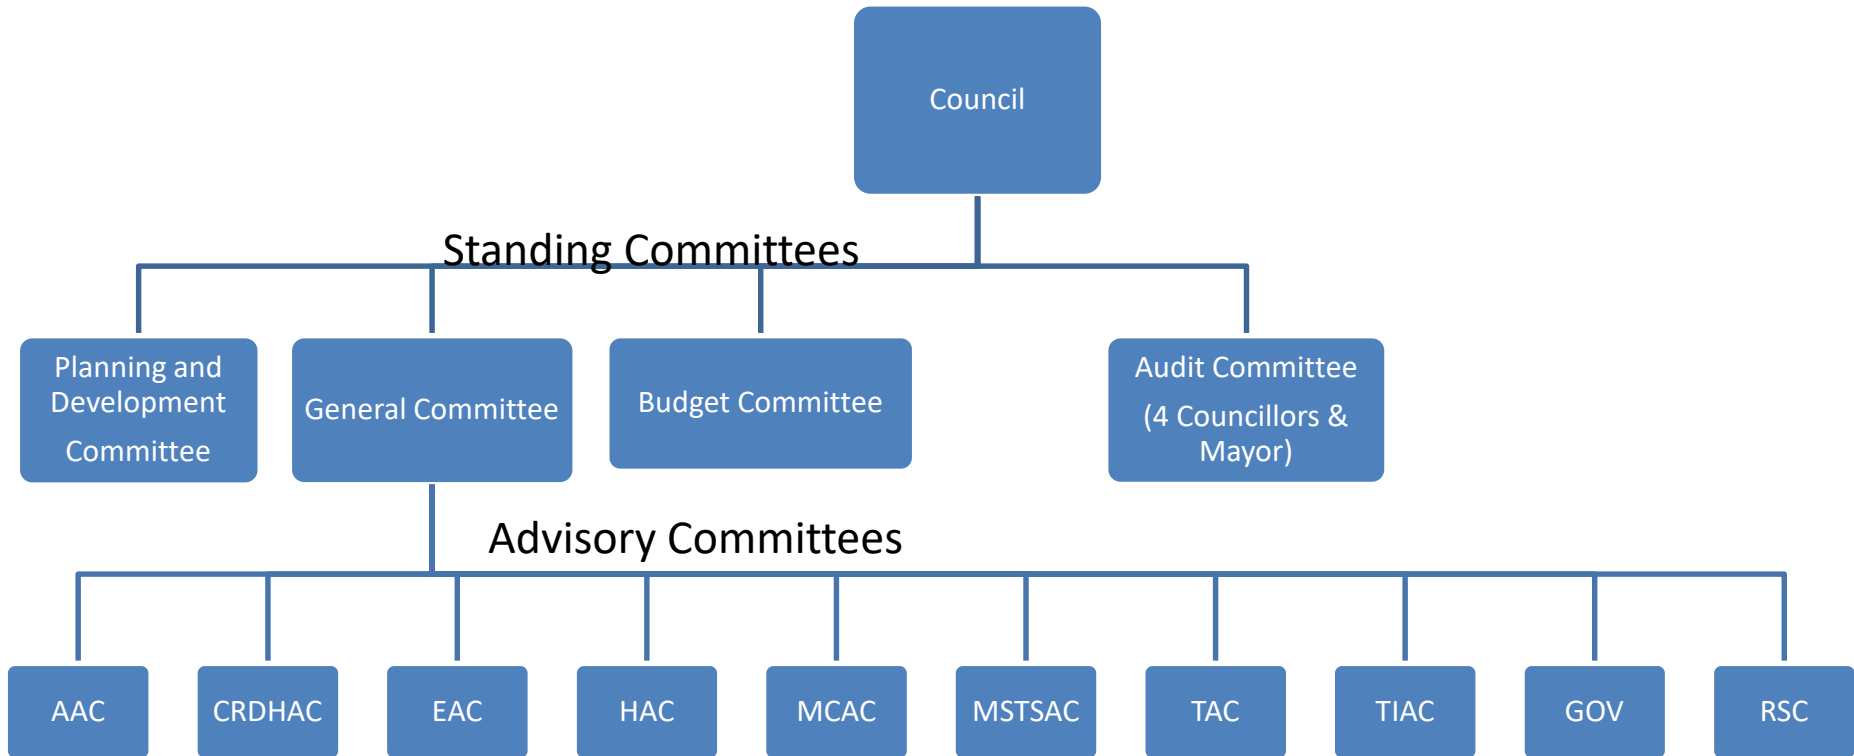 Council
Standing Committees
Planning and
Development
Committee
General Committee
Budget Committee
Audit Committee
(4 Councillors &
Mayor)
Advisory Committees
AAC
CRDHAC
EAC
HAC
MCAC
MSTSAC
TAC
TIAC
GOV
RSC